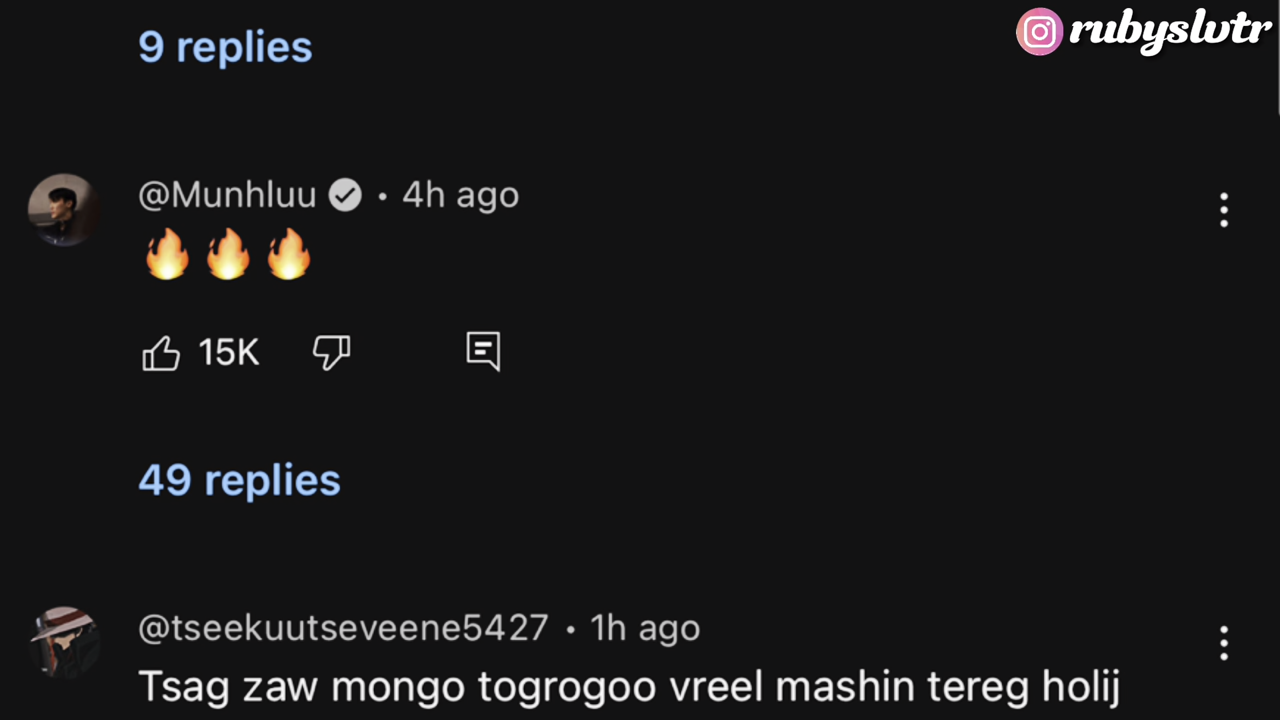 rubyslvtr
9 replies
@Munhluu • 4h ago
🔥🔥🔥
15K
49 replies
@tseekuutseveene5427 • 1h ago
Tsag zaw mongo togrogoo vreel mashin tereg holij